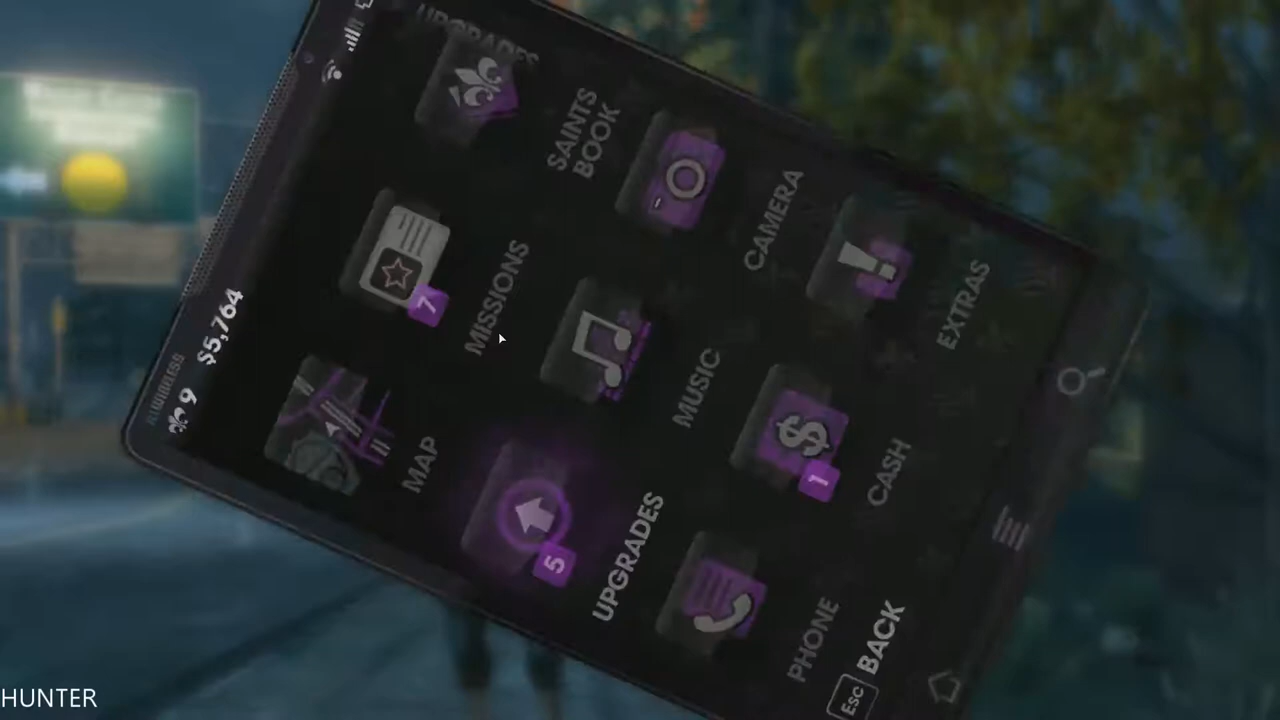 UPGRADES
AIWIRELESS
9 $5,764
SAINTS
BOOK
CAMERA
EXTRAS
7
MISSIONS
MUSIC
1
CASH
MAP
5
UPGRADES
PHONE
Esc BACK
HUNTER